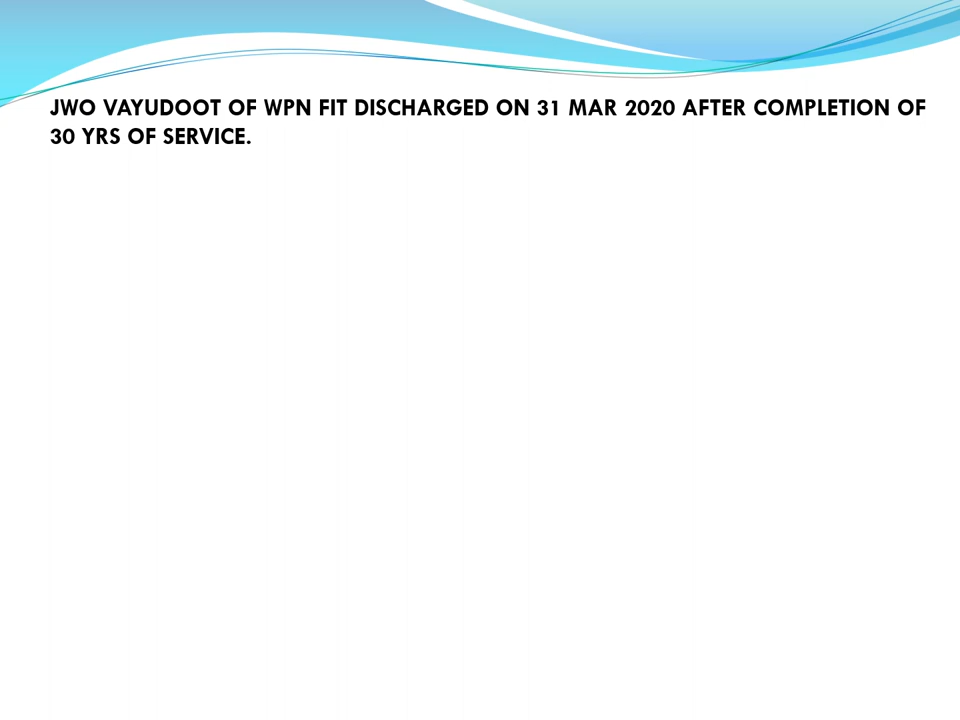 JWO VAYUDOOT OF WPN FIT DISCHARGED ON 31 MAR 2020 AFTER COMPLETION OF
30 YRS OF SERVICE.